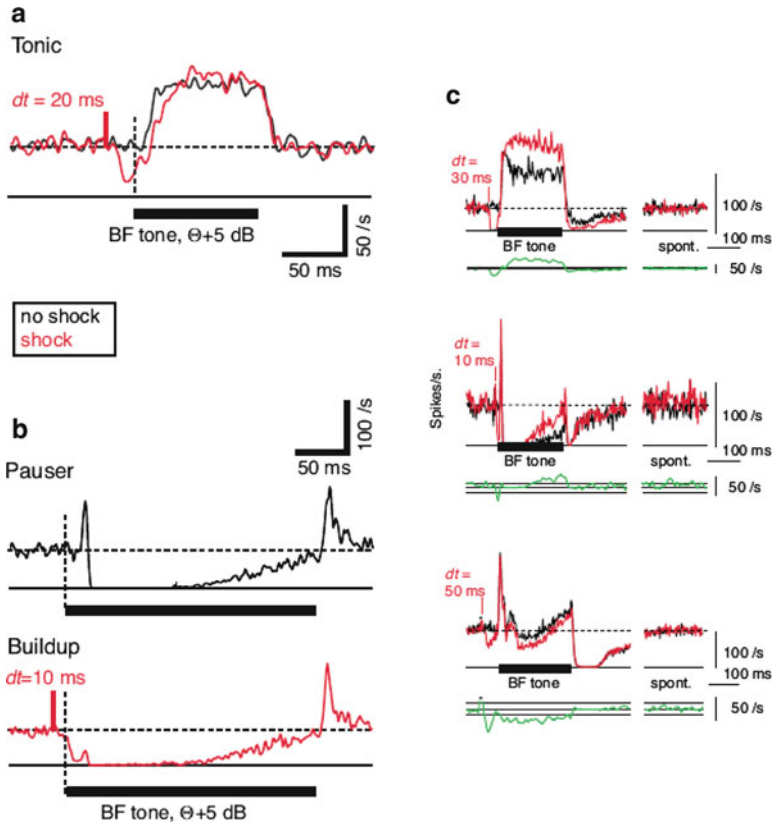 a
Tonic
dt = 20 ms
BF tone, Θ+5 dB
50 ms
50 /s
no shock
shock
b
100 /s
50 ms
Pauser
Buildup
dt=10 ms
BF tone, Θ+5 dB
c
Spikes/s.
dt =
30 ms
BF tone
spont.
100 /s
100 ms
50 /s
dt =
10 ms
BF tone
spont.
100 /s
100 ms
50 /s
dt =
50 ms
BF tone
spont.
100 /s
100 ms
50 /s